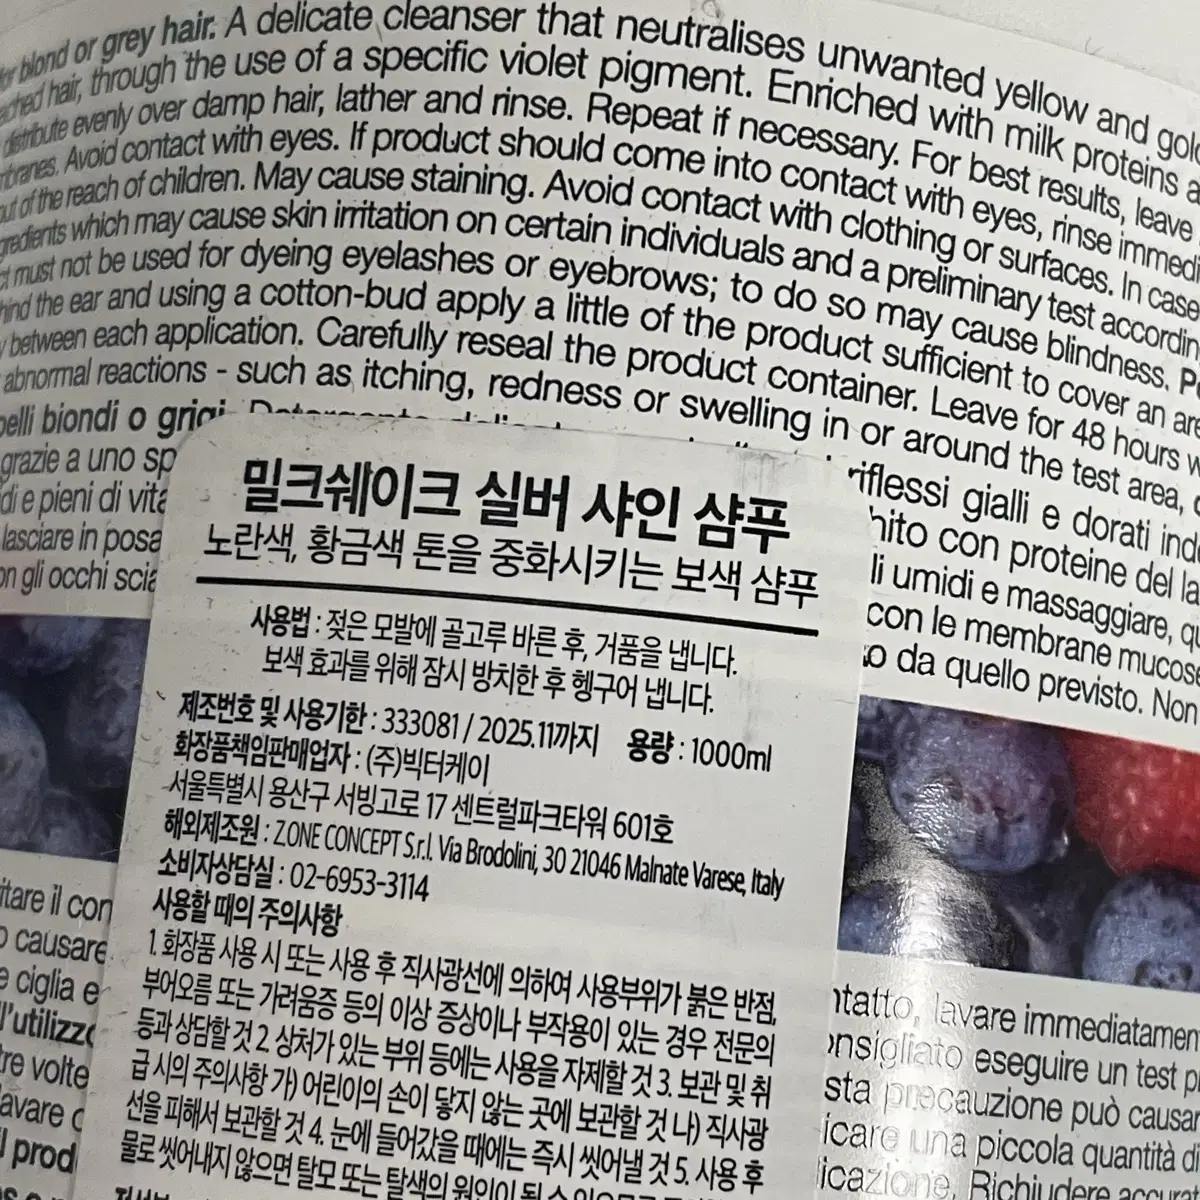 for blond or grey hair. A delicate cleanser that neutralises unwanted yellow and
hair, through the use of a specific violet pigment. Enriched with milk proteins
distribute evenly over damp hair, lather and rinse. Repeat if necessary. For best results, leave
Avoid contact with eyes. If product should come into contact with eyes, rinse
out of the reach of children. May cause staining. Avoid contact with clothing or surfaces. In case
which may cause skin irritation on certain individuals and a preliminary test
must not be used for dyeing eyelashes or eyebrows; to do so may cause blindness.
the ear and using a cotton-bud apply a little of the product sufficient to cover an
between each application. Carefully reseal the product container. Leave for 48 hours
abnormal reactions - such as itching, redness or swelling in or around the test area,
biondi o grigi.
grazie a uno riflessi gialli e dorati
e pieni di con proteine del
lasciare in posa umidi e massaggiare,
gli occhi con le membrane
da quello previsto. Non
밀크쉐이크 실버 샤인 샴푸
노란색, 황금색 톤을 중화시키는 보색 샴푸
사용법 : 젖은 모발에 골고루 바른 후, 거품을 냅니다.
보색 효과를 위해 잠시 방치한 후 헹구어 냅니다.
제조번호 및 사용기한 : 333081 / 2025.11까지 용량 : 1000ml
화장품책임판매업자 : (주)빅터케이
서울특별시 용산구 서빙고로 17 센트럴파크타워 601호
해외제조원 : Z.ONE CONCEPT S.r.l. Via Brodolini, 30 21046 Malnate Varese, Italy
소비자상담실 : 02-6953-3114
사용할 때의 주의사항
1. 화장품 사용 시 또는 사용 후 직사광선에 의하여 사용부위가 붉은 반점,
부어오름 또는 가려움증 등의 이상 증상이나 부작용이 있는 경우 전문의
등과 상담할 것 2 상처가 있는 부위 등에는 사용을 자제할 것 3. 보관 및 취
급 시의 주의사항 가) 어린이의 손이 닿지 않는 곳에 보관할 것 나) 직사광
선을 피해서 보관할 것 4. 눈에 들어갔을 때에는 즉시 씻어낼 것 5. 사용 후
물로 씻어내지 않으면 탈모 또는 탈색의 원인이
il
causare
ciglia e
l'utilizzo
tre volte
lavare
lavare
eseguire un test
precauzione può
una piccola quantità di
Richiudere